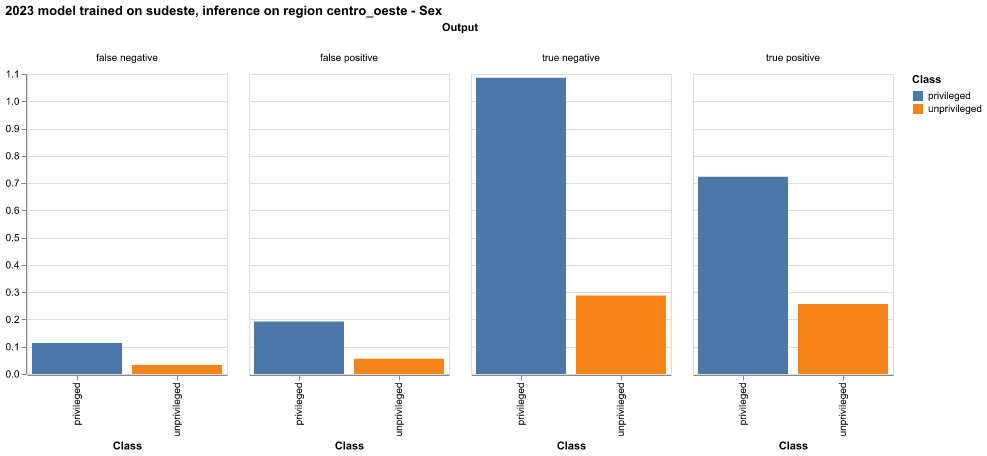 2023 model trained on sudeste, inference on region centro_oeste - Sex
Output
false negative false positive true negative true positive
1.1
1.0
0.9
0.8
0.7
0.6
0.5
0.4
0.3
0.2
0.1
0.0
privileged unprivileged privileged unprivileged privileged unprivileged privileged unprivileged
Class Class Class Class
Class
privileged
unprivileged